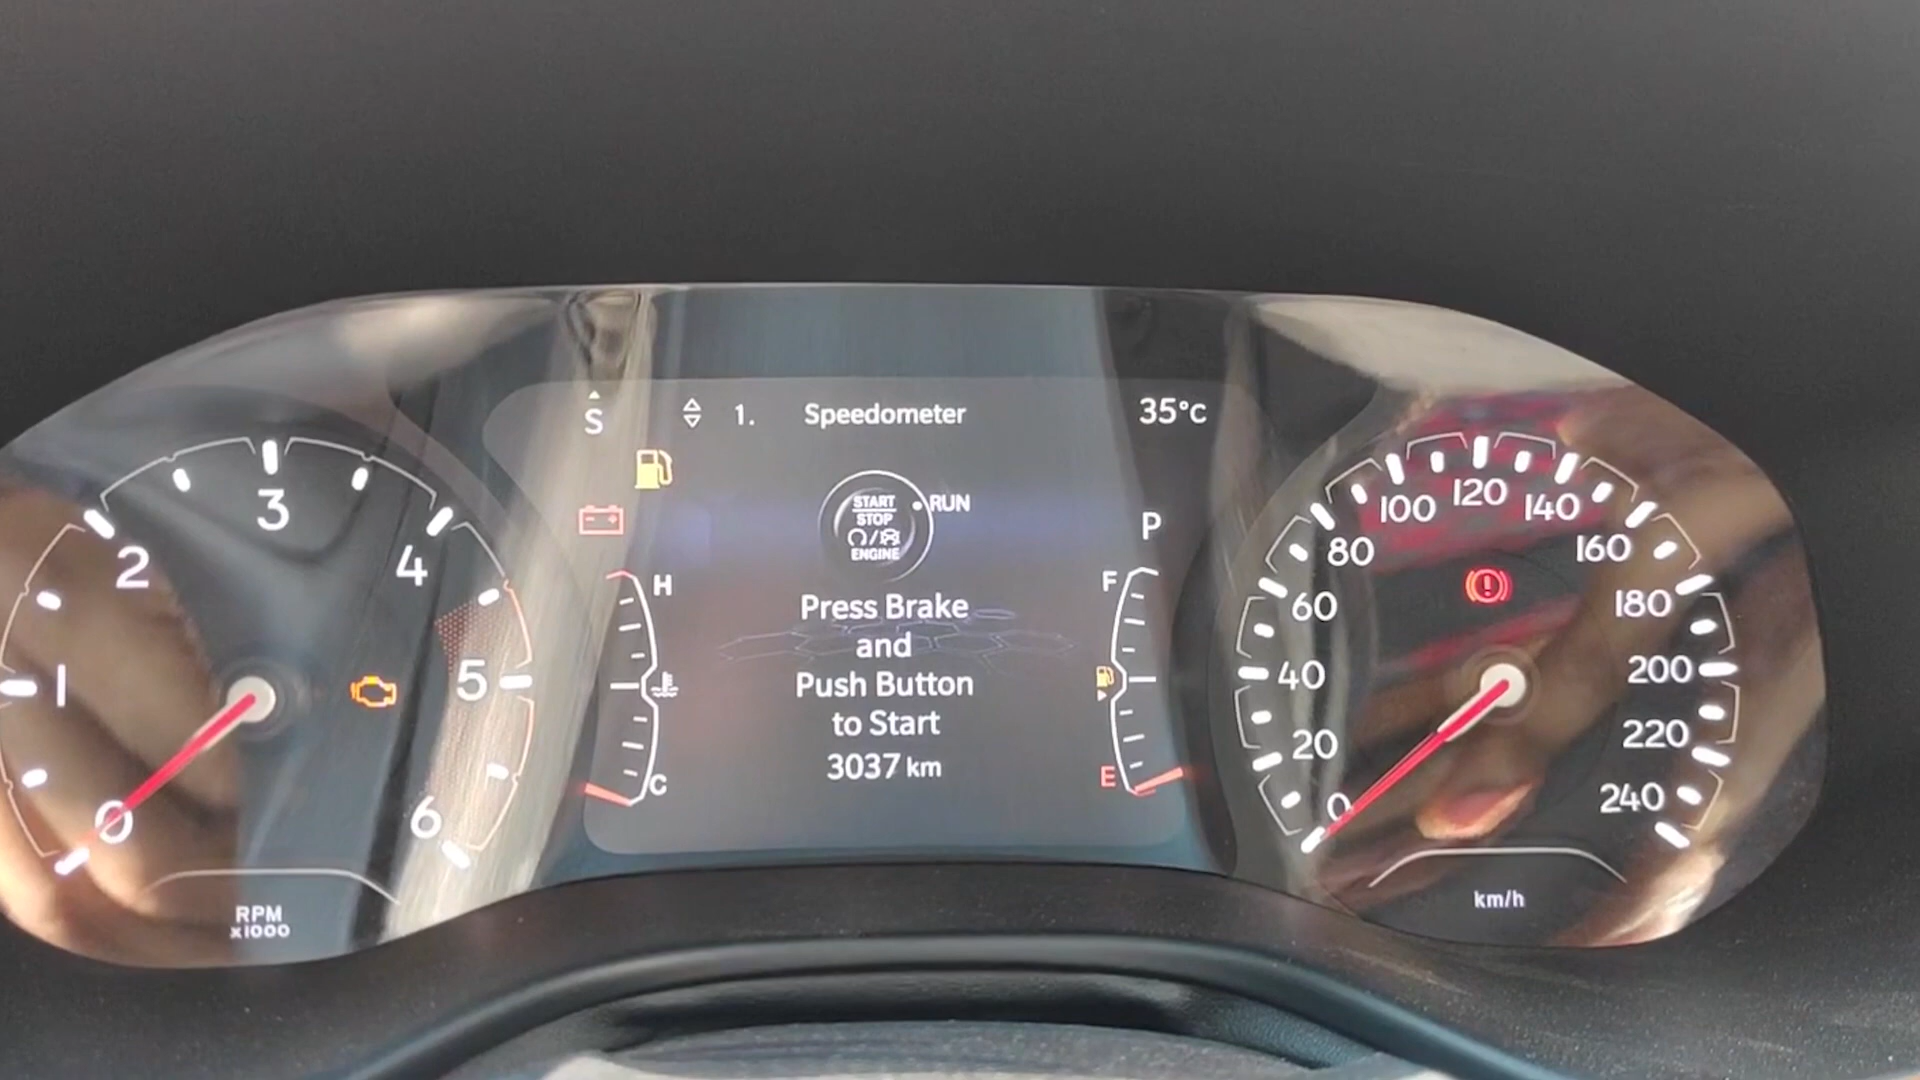 S
1. Speedometer
35°C
START
STOP
ENGINE
RUN
P
Press Brake
and
Push Button
to Start
3037 km
H
C
F
E
0
1
2
3
4
5
6
RPM
x1000
0
20
40
60
80
100
120
140
160
180
200
220
240
km/h